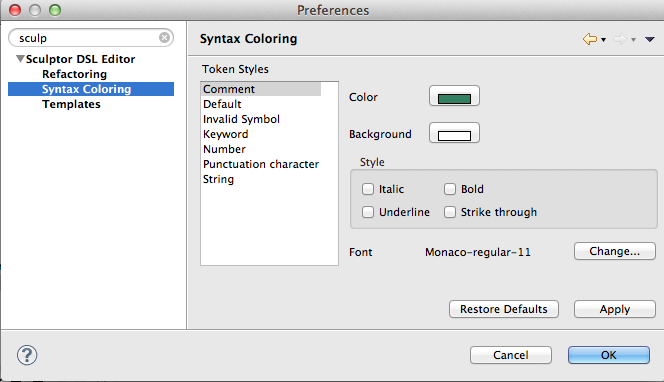 Preferences
sculp
Syntax Coloring
Sculptor DSL Editor
Refactoring
Syntax Coloring
Templates
Token Styles
Comment
Default
Invalid Symbol
Keyword
Number
Punctuation character
String
Color
Background
Style
Italic
Bold
Underline
Strike through
Font
Monaco-regular-11
Change...
Restore Defaults
Apply
?
Cancel
OK